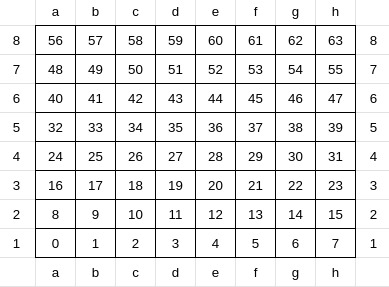 a b c d e f g h
8 56 57 58 59 60 61 62 63 8
7 48 49 50 51 52 53 54 55 7
6 40 41 42 43 44 45 46 47 6
5 32 33 34 35 36 37 38 39 5
4 24 25 26 27 28 29 30 31 4
3 16 17 18 19 20 21 22 23 3
2 8 9 10 11 12 13 14 15 2
1 0 1 2 3 4 5 6 7 1
a b c d e f g h